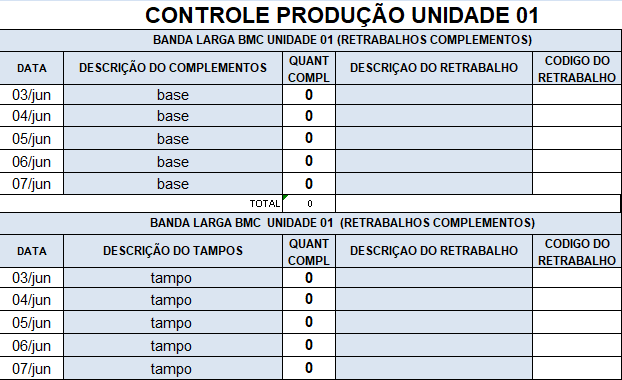 CONTROLE PRODUÇÃO UNIDADE 01
BANDA LARGA BMC UNIDADE 01 (RETRABALHOS COMPLEMENTOS)
DATA DESCRIÇÃO DO COMPLEMENTOS QUANT COMPL DESCRIÇAO DO RETRABALHO CODIGO DO RETRABALHO
03/jun base 0
04/jun base 0
05/jun base 0
06/jun base 0
07/jun base 0
TOTAL 0
BANDA LARGA BMC UNIDADE 01 (RETRABALHOS COMPLEMENTOS)
DATA DESCRIÇÃO DO TAMPOS QUANT COMPL DESCRIÇAO DO RETRABALHO CODIGO DO RETRABALHO
03/jun tampo 0
04/jun tampo 0
05/jun tampo 0
06/jun tampo 0
07/jun tampo 0